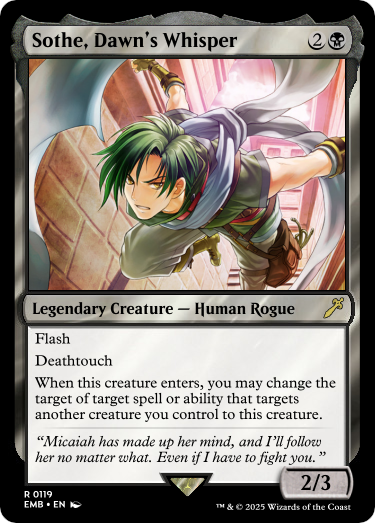 Sothe, Dawn's Whisper 2
Legendary Creature — Human Rogue
Flash
Deathtouch
When this creature enters, you may change the
target of target spell or ability that targets
another creature you control to this creature.
“Micaiah has made up her mind, and I'll follow
her no matter what. Even if I have to fight you.”
2/3
R 0119
EMB • EN
™ & © 2025 Wizards of the Coast